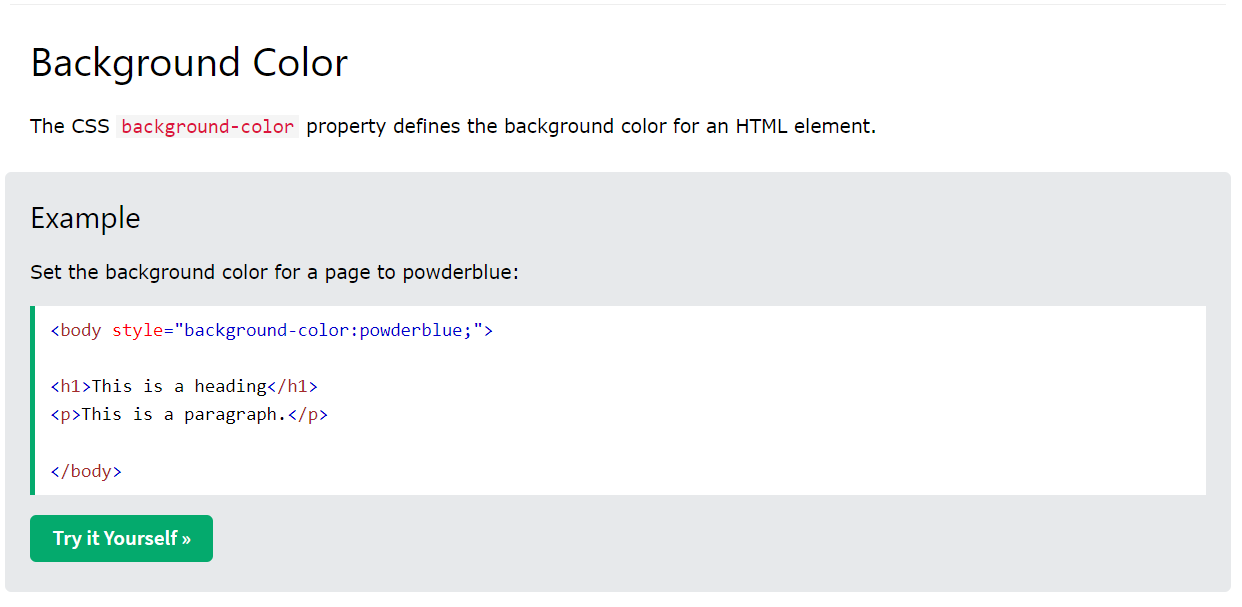 Background Color
The CSS background-color property defines the background color for an HTML element.
Example
Set the background color for a page to powderblue:
<body style="background-color:powderblue;">
<h1>This is a heading</h1>
<p>This is a paragraph.</p>
</body>
Try it Yourself »